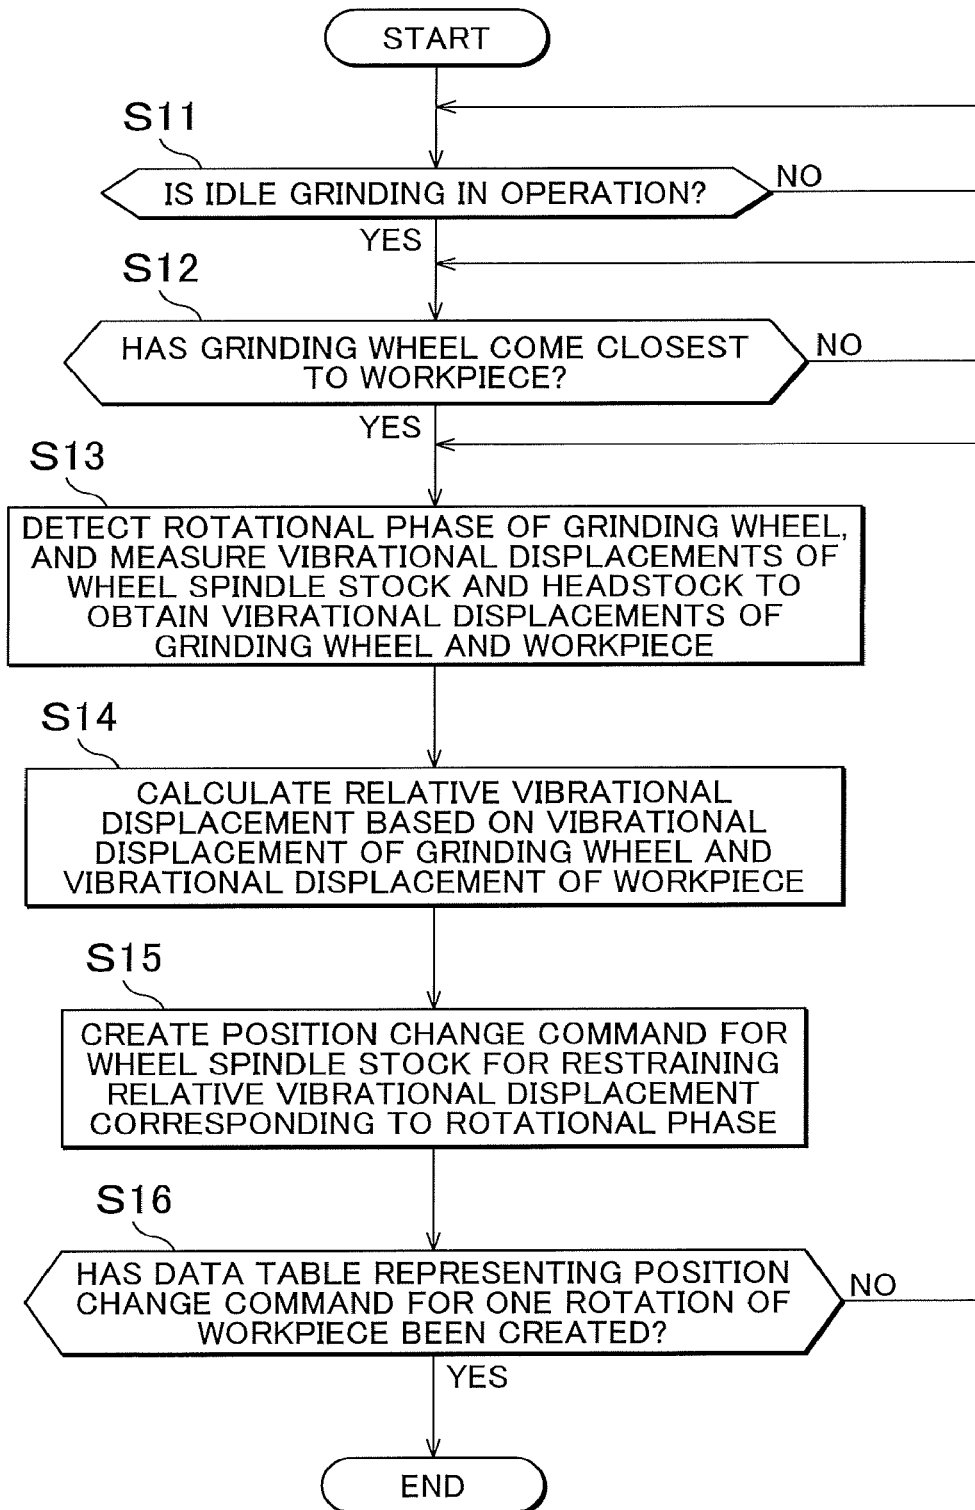 START
S11
IS IDLE GRINDING IN OPERATION?
NO
YES
S12
HAS GRINDING WHEEL COME CLOSEST
TO WORKPIECE?
NO
YES
S13
DETECT ROTATIONAL PHASE OF GRINDING WHEEL,
AND MEASURE VIBRATIONAL DISPLACEMENTS OF
WHEEL SPINDLE STOCK AND HEADSTOCK TO
OBTAIN VIBRATIONAL DISPLACEMENTS OF
GRINDING WHEEL AND WORKPIECE
S14
CALCULATE RELATIVE VIBRATIONAL
DISPLACEMENT BASED ON VIBRATIONAL
DISPLACEMENT OF GRINDING WHEEL AND
VIBRATIONAL DISPLACEMENT OF WORKPIECE
S15
CREATE POSITION CHANGE COMMAND FOR
WHEEL SPINDLE STOCK FOR RESTRAINING
RELATIVE VIBRATIONAL DISPLACEMENT
CORRESPONDING TO ROTATIONAL PHASE
S16
HAS DATA TABLE REPRESENTING POSITION
CHANGE COMMAND FOR ONE ROTATION OF
WORKPIECE BEEN CREATED?
NO
YES
END